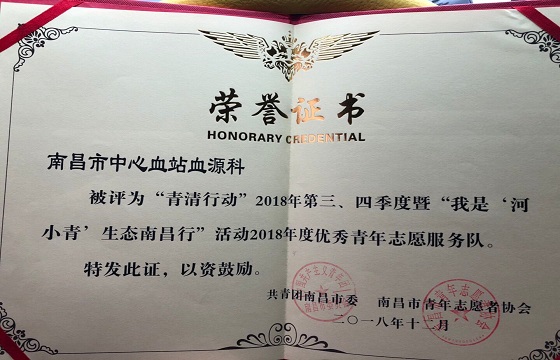 荣誉证书
HONORARY CREDENTIAL
南昌市中心血站血源科
被评为“青清行动”2018年第三、四季度暨“我是‘河
小青’生态南昌行”活动2018年度优秀青年志愿服务队。
特发此证，以资鼓励。
共青团南昌市委 南昌市青年志愿者协会
二〇一八年十二月